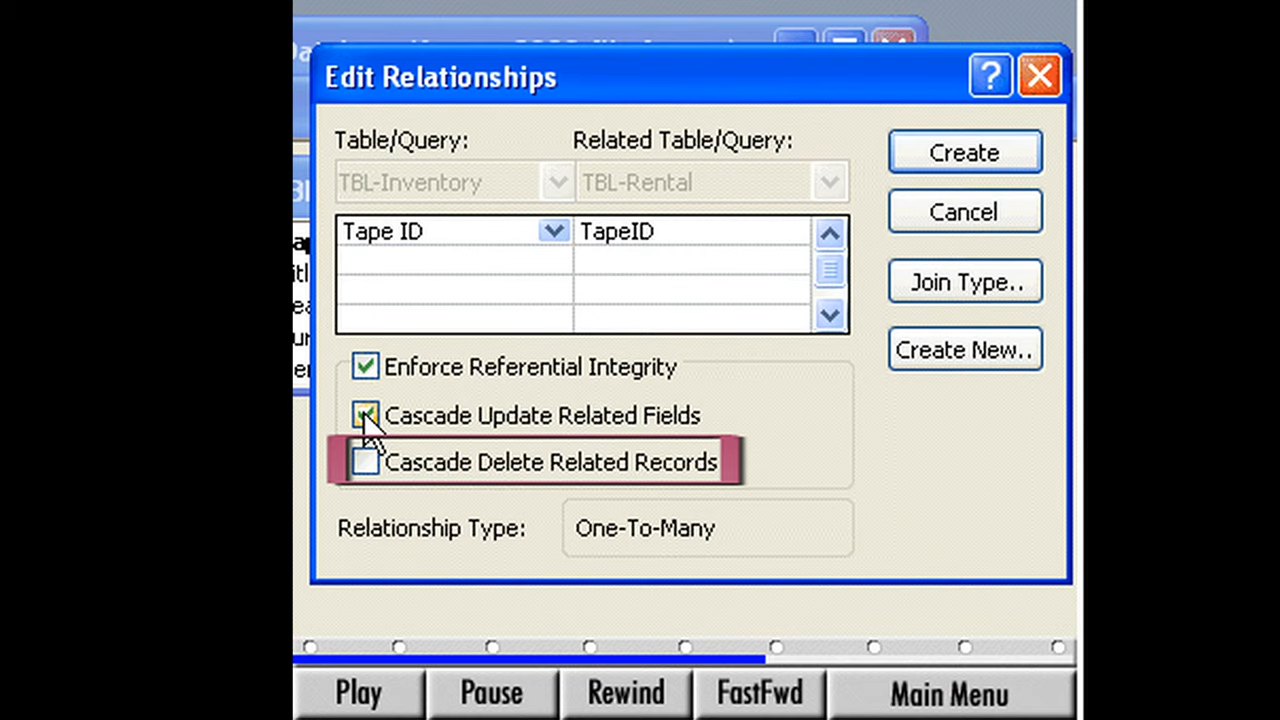 Edit Relationships
Table/Query: Related Table/Query:
TBL-Inventory TBL-Rental
Create
Cancel
Tape ID TapeID
Join Type..
Create New..
Enforce Referential Integrity
Cascade Update Related Fields
Cascade Delete Related Records
Relationship Type: One-To-Many
Play Pause Rewind FastFwd Main Menu